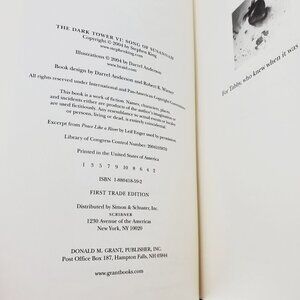 THE DARK TOWER VI: SONG OF SUSANNAH
Copyright © 2004 by Stephen King
www.stephenking.com
Illustrations © 2004 by Darrel Anderson
www.braid.com
Book design by Darrel Anderson and Robert K. Wiener
All rights reserved under International and Pan-American Copyright Conventions
This book is a work of fiction. Names, characters, places,
and incidents either are products of the author's imagination or
are used fictitiously. Any resemblance to actual events or locales
or persons, living or dead, is entirely coincidental.
Excerpt from Peace Like a River by Leif Enger used by permission.
Library of Congress Control Number:
Printed in the United States of America
1 3 5 7 9 10 8 6 4 2
ISBN 1-880418-59-2
FIRST TRADE EDITION
Distributed by Simon & Schuster, Inc.
SCRIBNER
1230 Avenue of the Americas
New York, NY 10020
DONALD M. GRANT, PUBLISHER, INC.
Post Office Box 187, Hampton Falls, NH 03844
www.grantbooks.com
For Tabby, who knew when it was